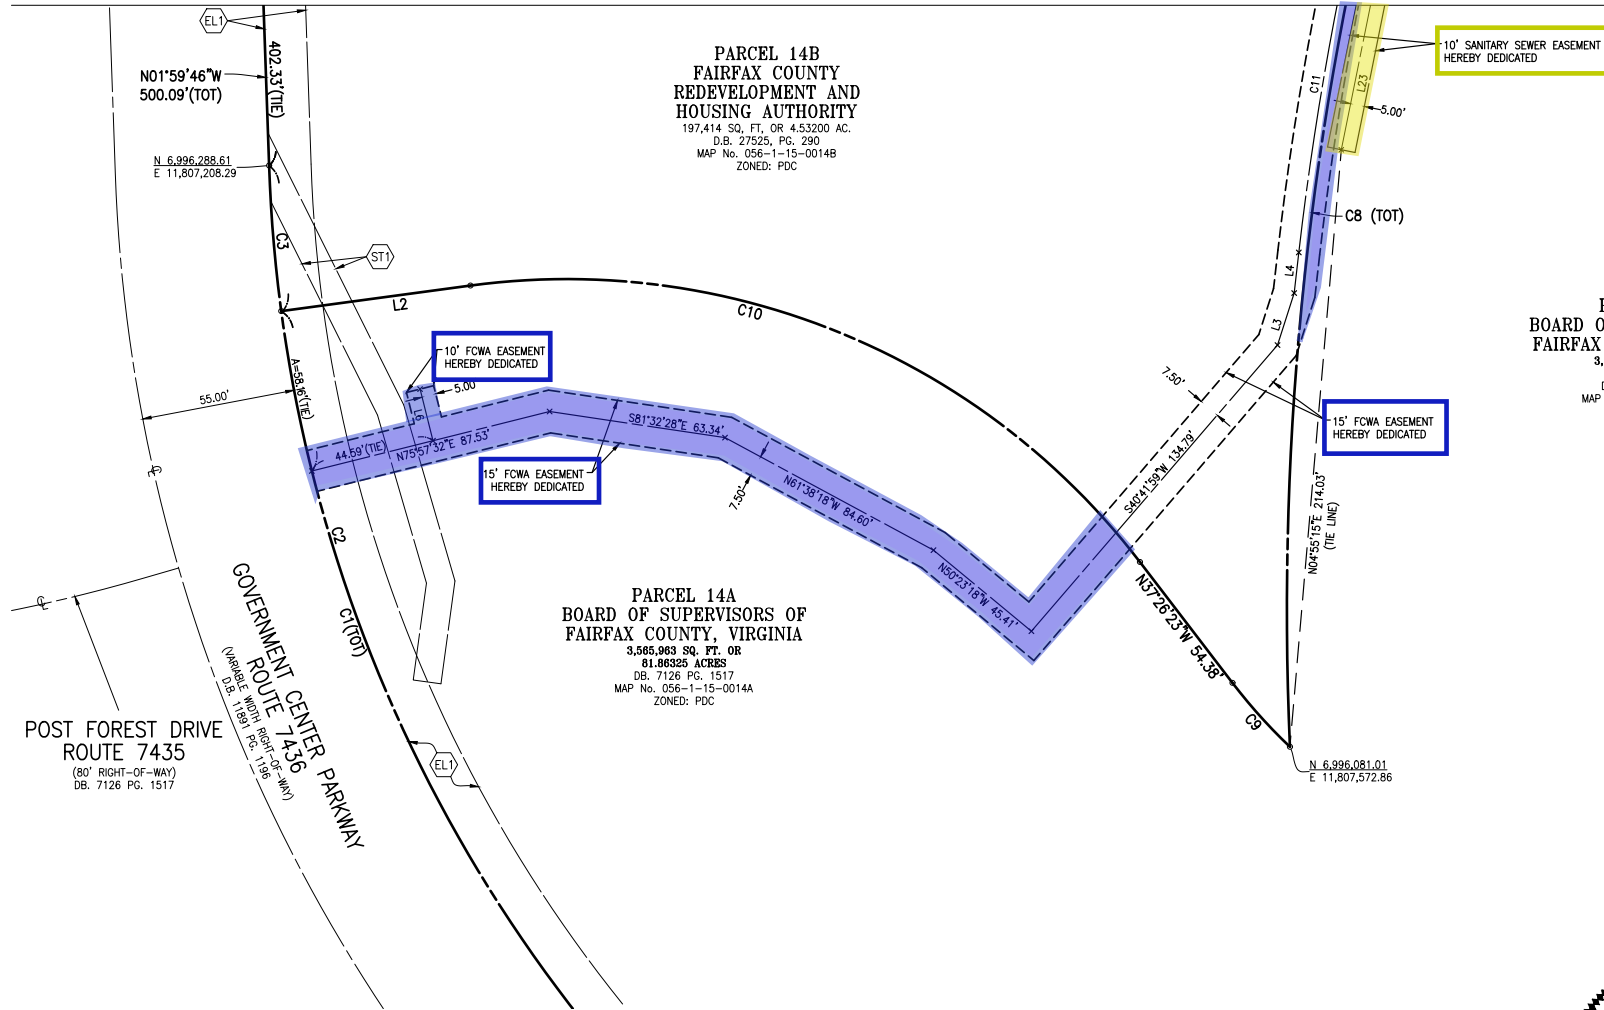 EL1
402.33'(TIE)
N01°59'46"W
500.09'(TOT)
N 6,996,288.61
E 11,807,208.29
C3
ST1
PARCEL 14B
FAIRFAX COUNTY
REDEVELOPMENT AND
HOUSING AUTHORITY
197,414 SQ, FT, OR 4.53200 AC.
D.B. 27525, PG. 290
MAP No. 056-1-15-0014B
ZONED: PDC
C11
L23
5.00'
10' SANITARY SEWER EASEMENT
HEREBY DEDICATED
C8 (TOT)
L4
L3
BOARD O
FAIRFAX
3,
MAP
L2
C10
A=58.16'(TIE)
55.00'
10' FCWA EASEMENT
HEREBY DEDICATED
5.00'
L6
44.59'(TIE)
N75°57'32"E 87.53'
S81°32'28"E 63.34'
15' FCWA EASEMENT
HEREBY DEDICATED
7.50'
N61°38'18"W 84.60'
N50°23'18"W 45.41'
S40°41'59"W 134.79'
7.50'
15' FCWA EASEMENT
HEREBY DEDICATED
N04°55'15"E 214.03'
(TIE LINE)
N37°26'23"W 54.38'
C9
N 6,996,081.01
E 11,807,572.86
C2
C1(TOT)
PARCEL 14A
BOARD OF SUPERVISORS OF
FAIRFAX COUNTY, VIRGINIA
3,565,963 SQ. FT. OR
81.86325 ACRES
DB. 7126 PG. 1517
MAP No. 056-1-15-0014A
ZONED: PDC
GOVERNMENT CENTER PARKWAY
ROUTE 7436
(VARIABLE WIDTH RIGHT-OF-WAY)
D.B. 11891 PG. 1196
EL1
POST FOREST DRIVE
ROUTE 7435
(80' RIGHT-OF-WAY)
DB. 7126 PG. 1517